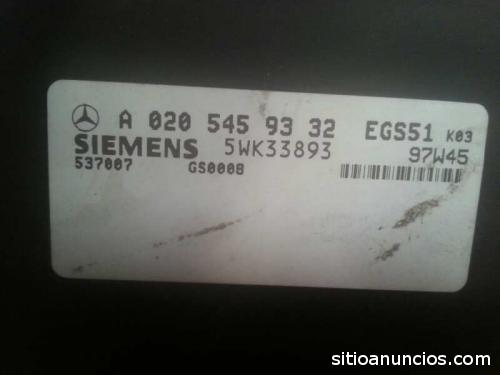 A 020 545 93 32 EGS51 K03
SIEMENS 5WK33893 97W45
537007 GS0008
sitioanuncios.com